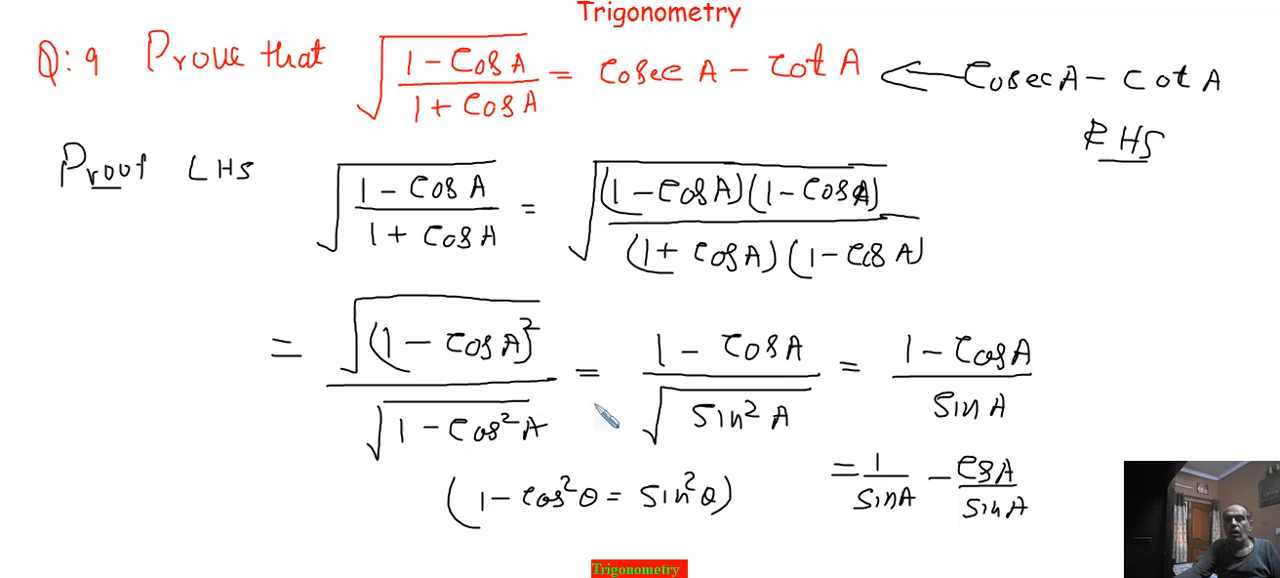 Trigonometry
Q: 9 Prove that √((1 - Cos A)/(1 + Cos A)) = Cosec A - Cot A ← Cosec A - Cot A
RHS
Proof LHS √((1 - Cos A)/(1 + Cos A)) = √((1 - Cos A)(1 - Cos A)/(1 + Cos A)(1 - Cos A))
= √((1 - Cos A)²)/√(1 - Cos² A) = (1 - Cos A)/√(Sin² A) = (1 - Cos A)/Sin A
(1 - Cos² θ = Sin² θ) = 1/Sin A - Cos A/Sin A
Trigonometry